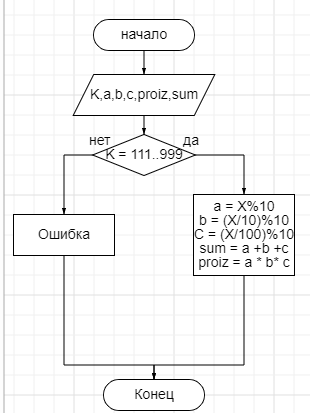 начало
K,a,b,c,proiz,sum
нет
да
K = 111..999
Ошибка
a = X%10
b = (X/10)%10
C = (X/100)%10
sum = a +b +c
proiz = a * b* c
Конец